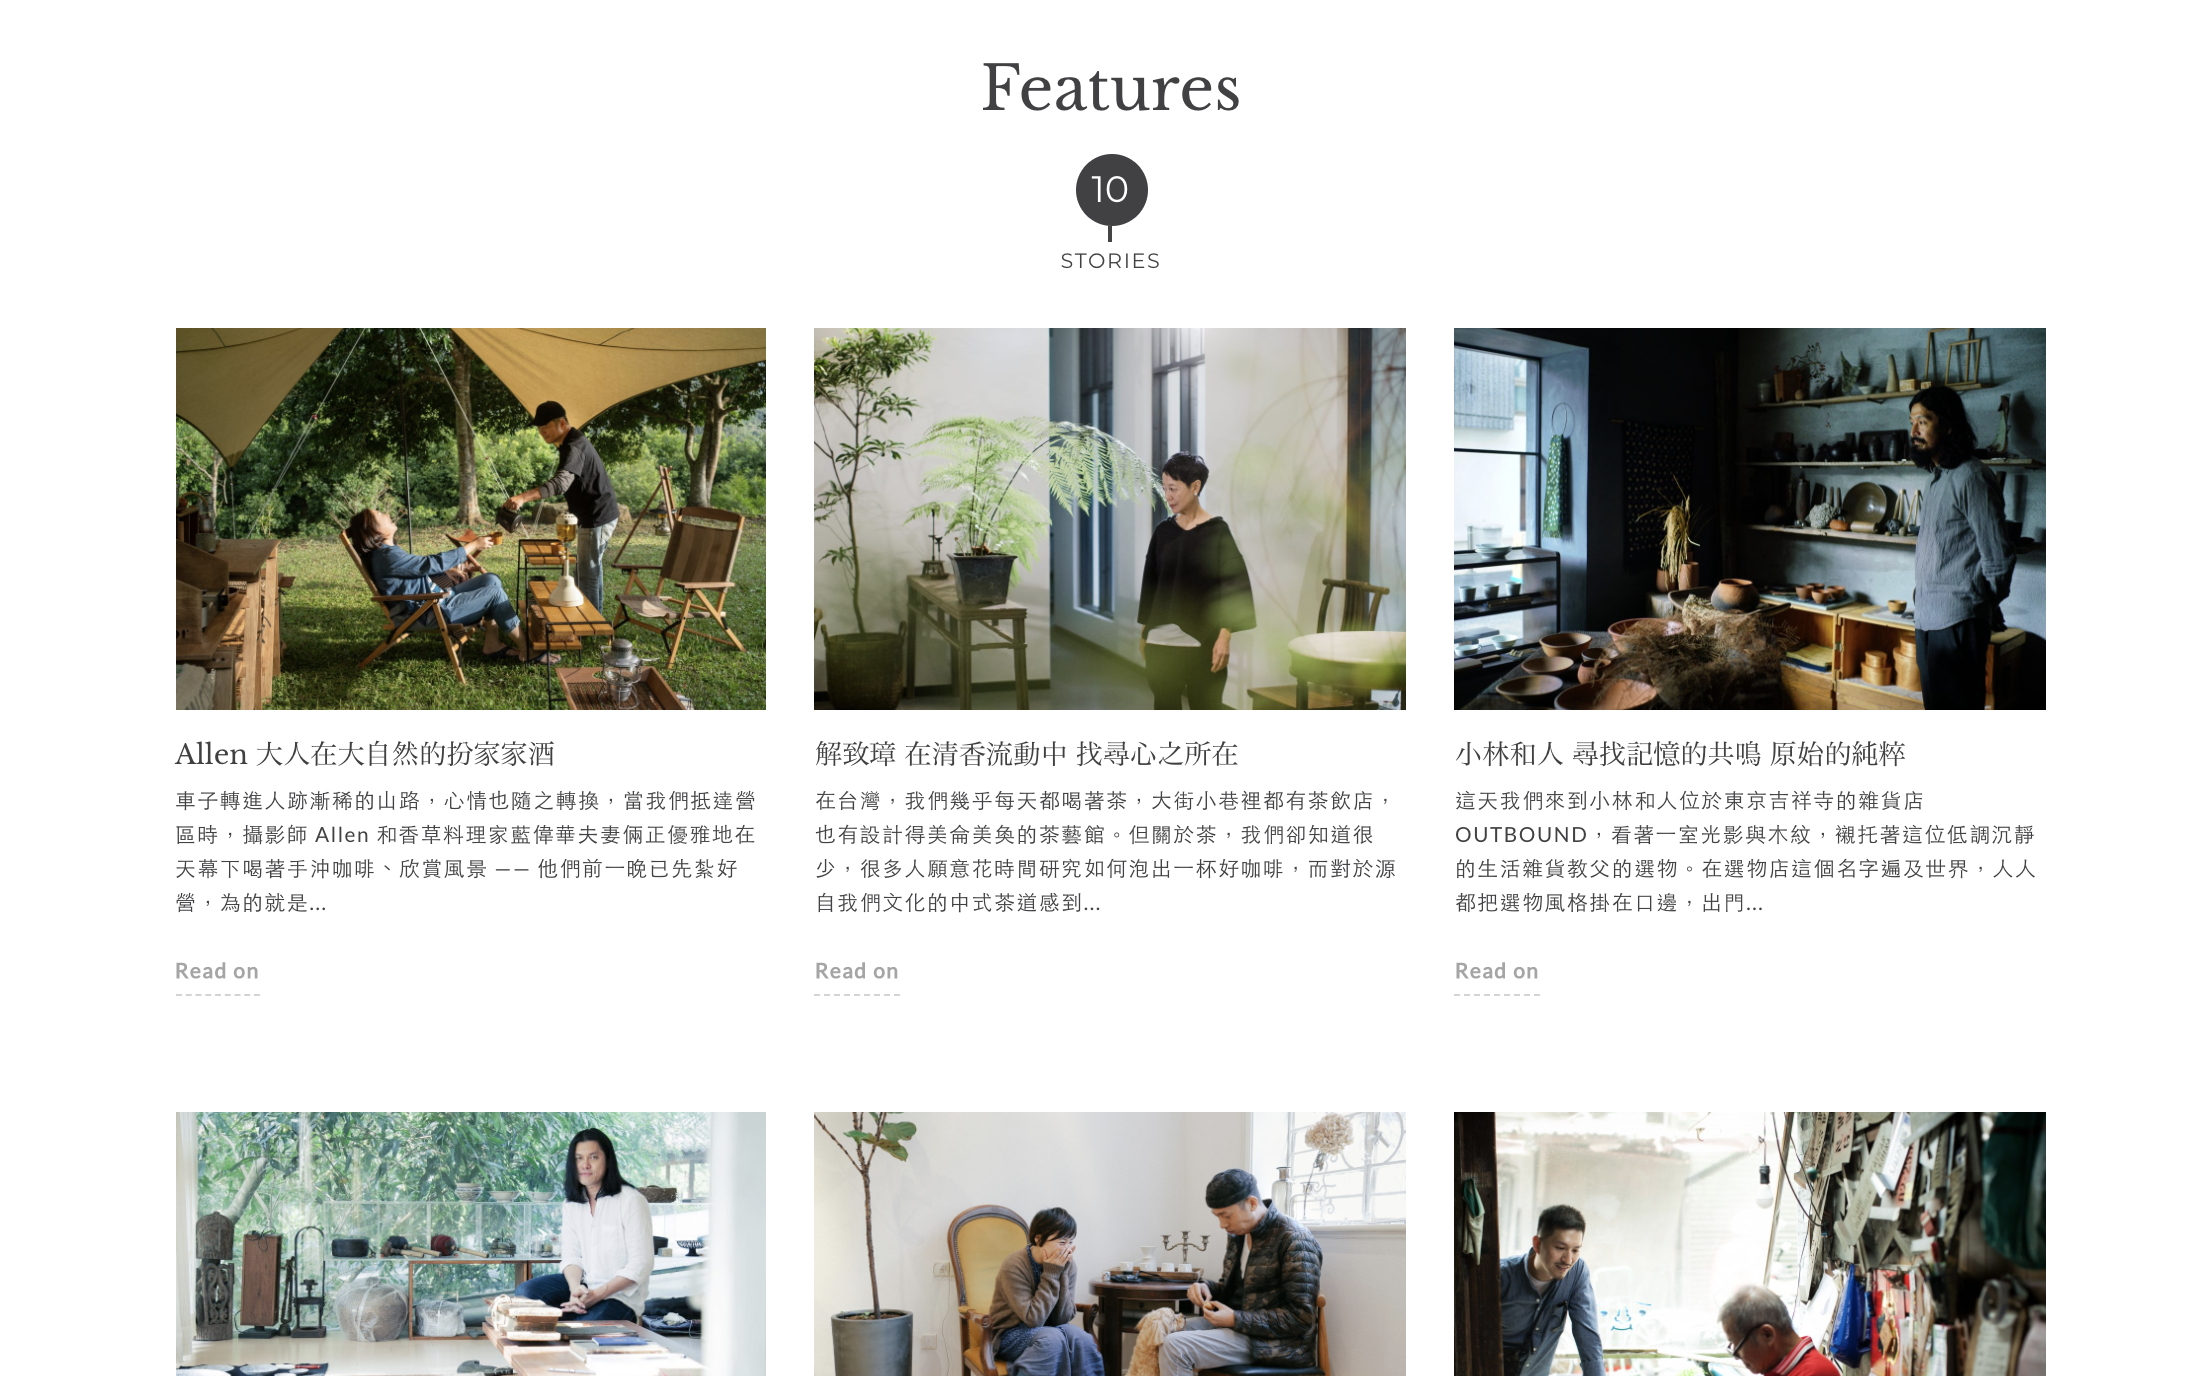 Features
10
STORIES
Allen 大人在大自然的扮家家酒
車子轉進人跡漸稀的山路，心情也隨之轉換，當我們抵達營
區時，攝影師 Allen 和香草料理家藍偉華夫妻倆正優雅地在
天幕下喝著手沖咖啡、欣賞風景 —— 他們前一晚已先紮好
營，為的就是...
Read on
解致璋 在清香流動中 找尋心之所在
在台灣，我們幾乎每天都喝著茶，大街小巷裡都有茶飲店，
也有設計得美侖美奐的茶藝館。但關於茶，我們卻知道很
少，很多人願意花時間研究如何泡出一杯好咖啡，而對於源
自我們文化的中式茶道感到...
Read on
小林和人 尋找記憶的共鳴 原始的純粹
這天我們來到小林和人位於東京吉祥寺的雜貨店
OUTBOUND，看著一室光影與木紋，襯托著這位低調沉靜
的生活雜貨教父的選物。在選物店這個名字遍及世界，人人
都把選物風格掛在口邊，出門...
Read on